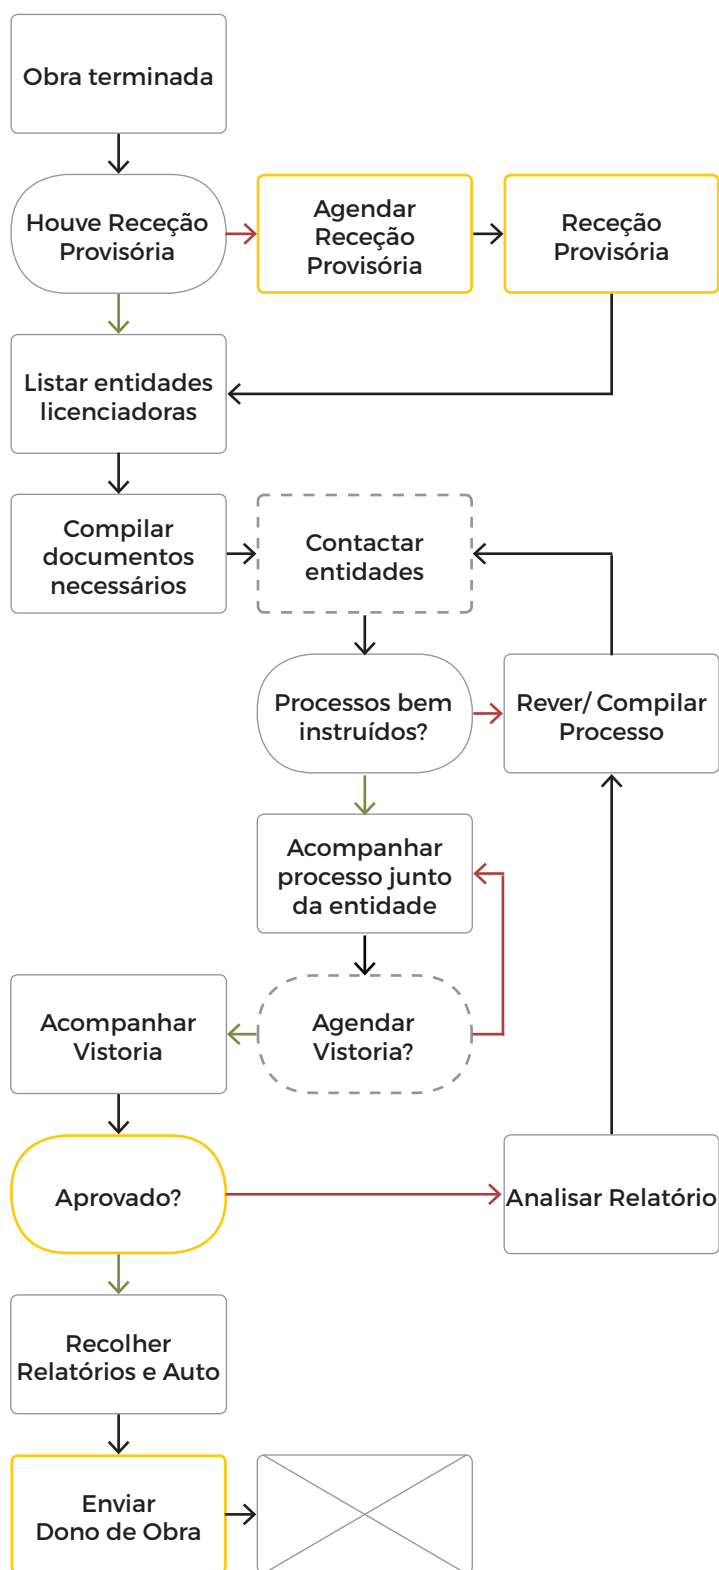 Obra terminada
Houve Receção
Provisória
Agendar
Receção
Provisória
Receção
Provisória
Listar entidades
licenciadoras
Compilar
documentos
necessários
Contactar
entidades
Processos bem
instruídos?
Rever/ Compilar
Processo
Acompanhar
processo junto
da entidade
Acompanhar
Vistoria
Agendar
Vistoria?
Aprovado?
Analisar Relatório
Recolher
Relatórios e Auto
Enviar
Dono de Obra